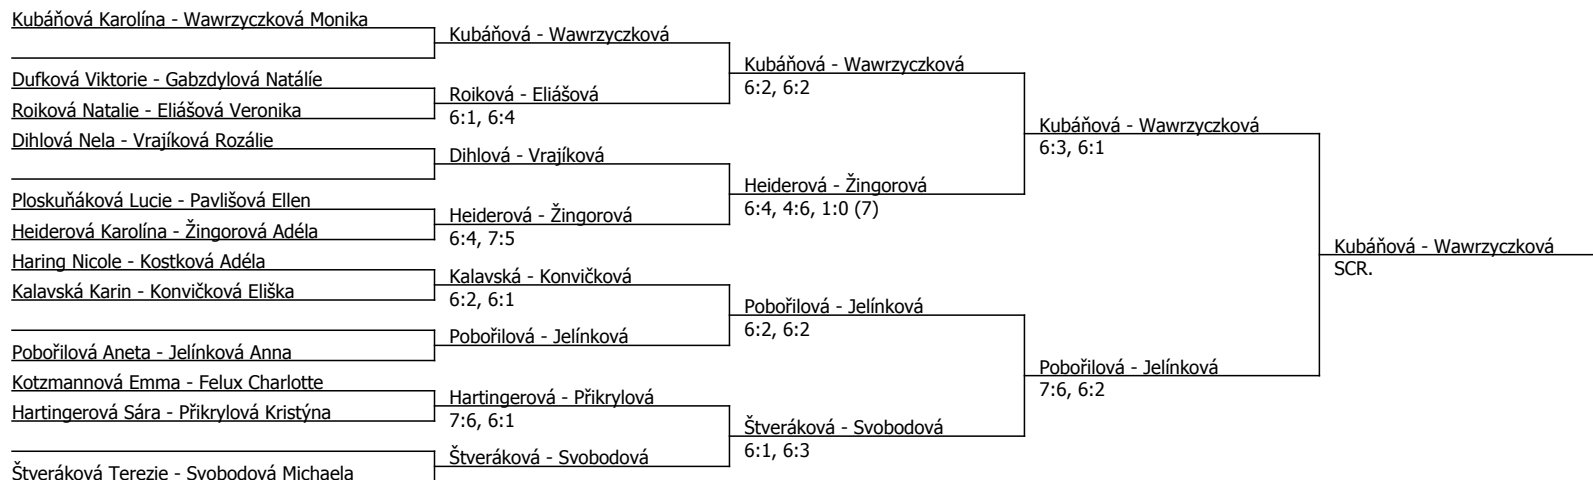 Kubáňová Karolína - Wawrzyczková Monika
Dufková Viktorie - Gabzdylová Natálíe
Roiková Natalie - Eliášová Veronika
Dihlová Nela - Vrajíková Rozálie
Ploskuňáková Lucie - Pavlišová Ellen
Heiderová Karolína - Žingorová Adéla
Haring Nicole - Kostková Adéla
Kalavská Karin - Konvičková Eliška
Pobořilová Aneta - Jelínková Anna
Kotzmannová Emma - Felux Charlotte
Hartingerová Sára - Přikrylová Kristýna
Štveráková Terezie - Svobodová Michaela
Kubáňová - Wawrzyczková
Roiková - Eliášová
6:1, 6:4
Dihlová - Vrajíková
Heiderová - Žingorová
6:4, 7:5
Kalavská - Konvičková
6:2, 6:1
Pobořilová - Jelínková
Hartingerová - Přikrylová
7:6, 6:1
Štveráková - Svobodová
Kubáňová - Wawrzyczková
6:2, 6:2
Heiderová - Žingorová
6:4, 4:6, 1:0 (7)
Pobořilová - Jelínková
6:2, 6:2
Štveráková - Svobodová
6:1, 6:3
Kubáňová - Wawrzyczková
6:3, 6:1
Pobořilová - Jelínková
7:6, 6:2
Kubáňová - Wawrzyczková
SCR.